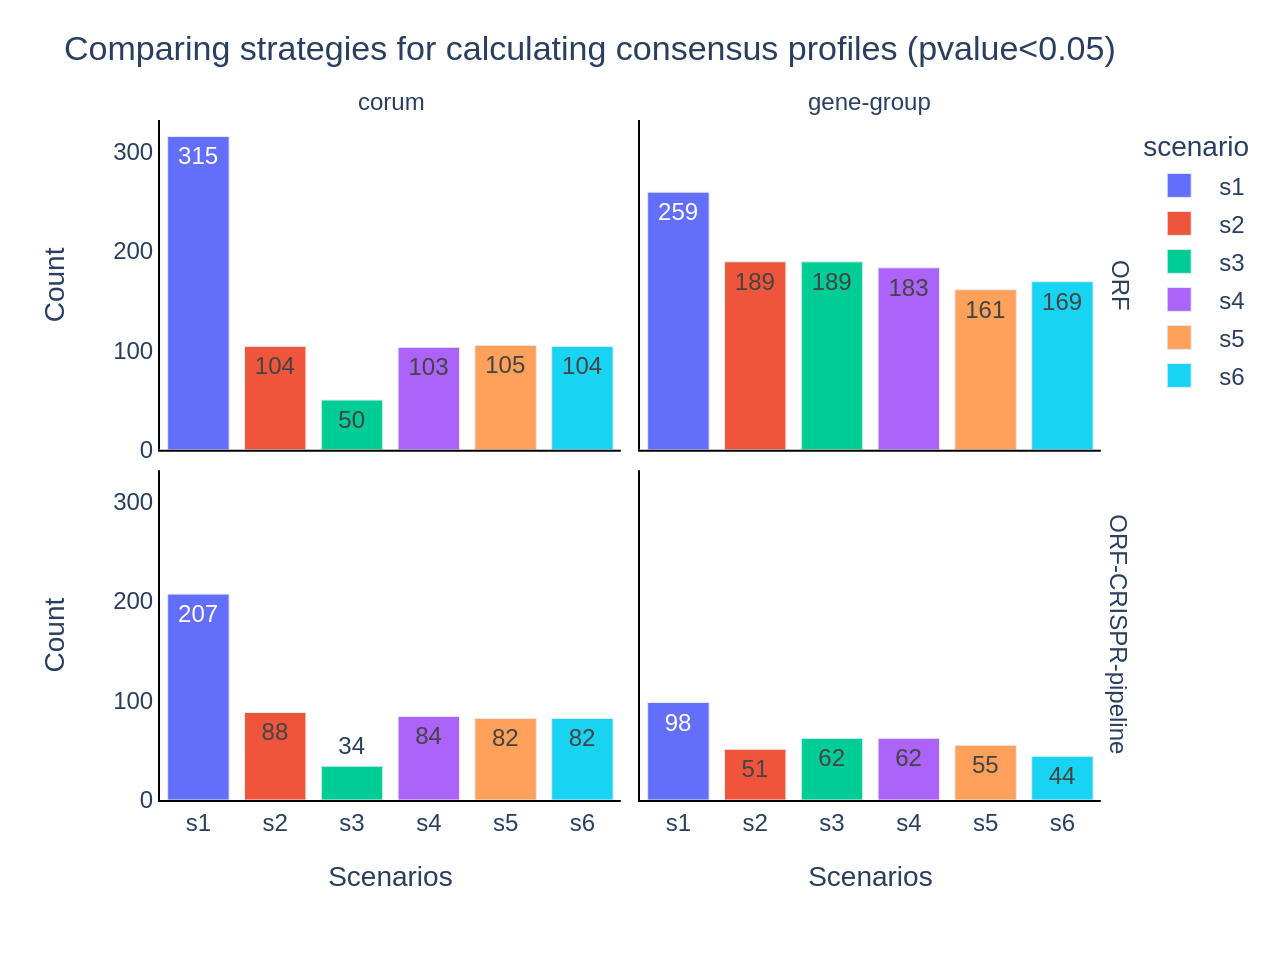 Comparing strategies for calculating consensus profiles (pvalue<0.05)
corum
gene-group
scenario
s1
s2
s3
s4
s5
s6
Count
300
200
100
0
315
104
50
103
105
104
259
189
189
183
161
169
ORF
Count
300
200
100
0
207
88
34
84
82
82
98
51
62
62
55
44
ORF-CRISPR-pipeline
s1 s2 s3 s4 s5 s6
s1 s2 s3 s4 s5 s6
Scenarios
Scenarios